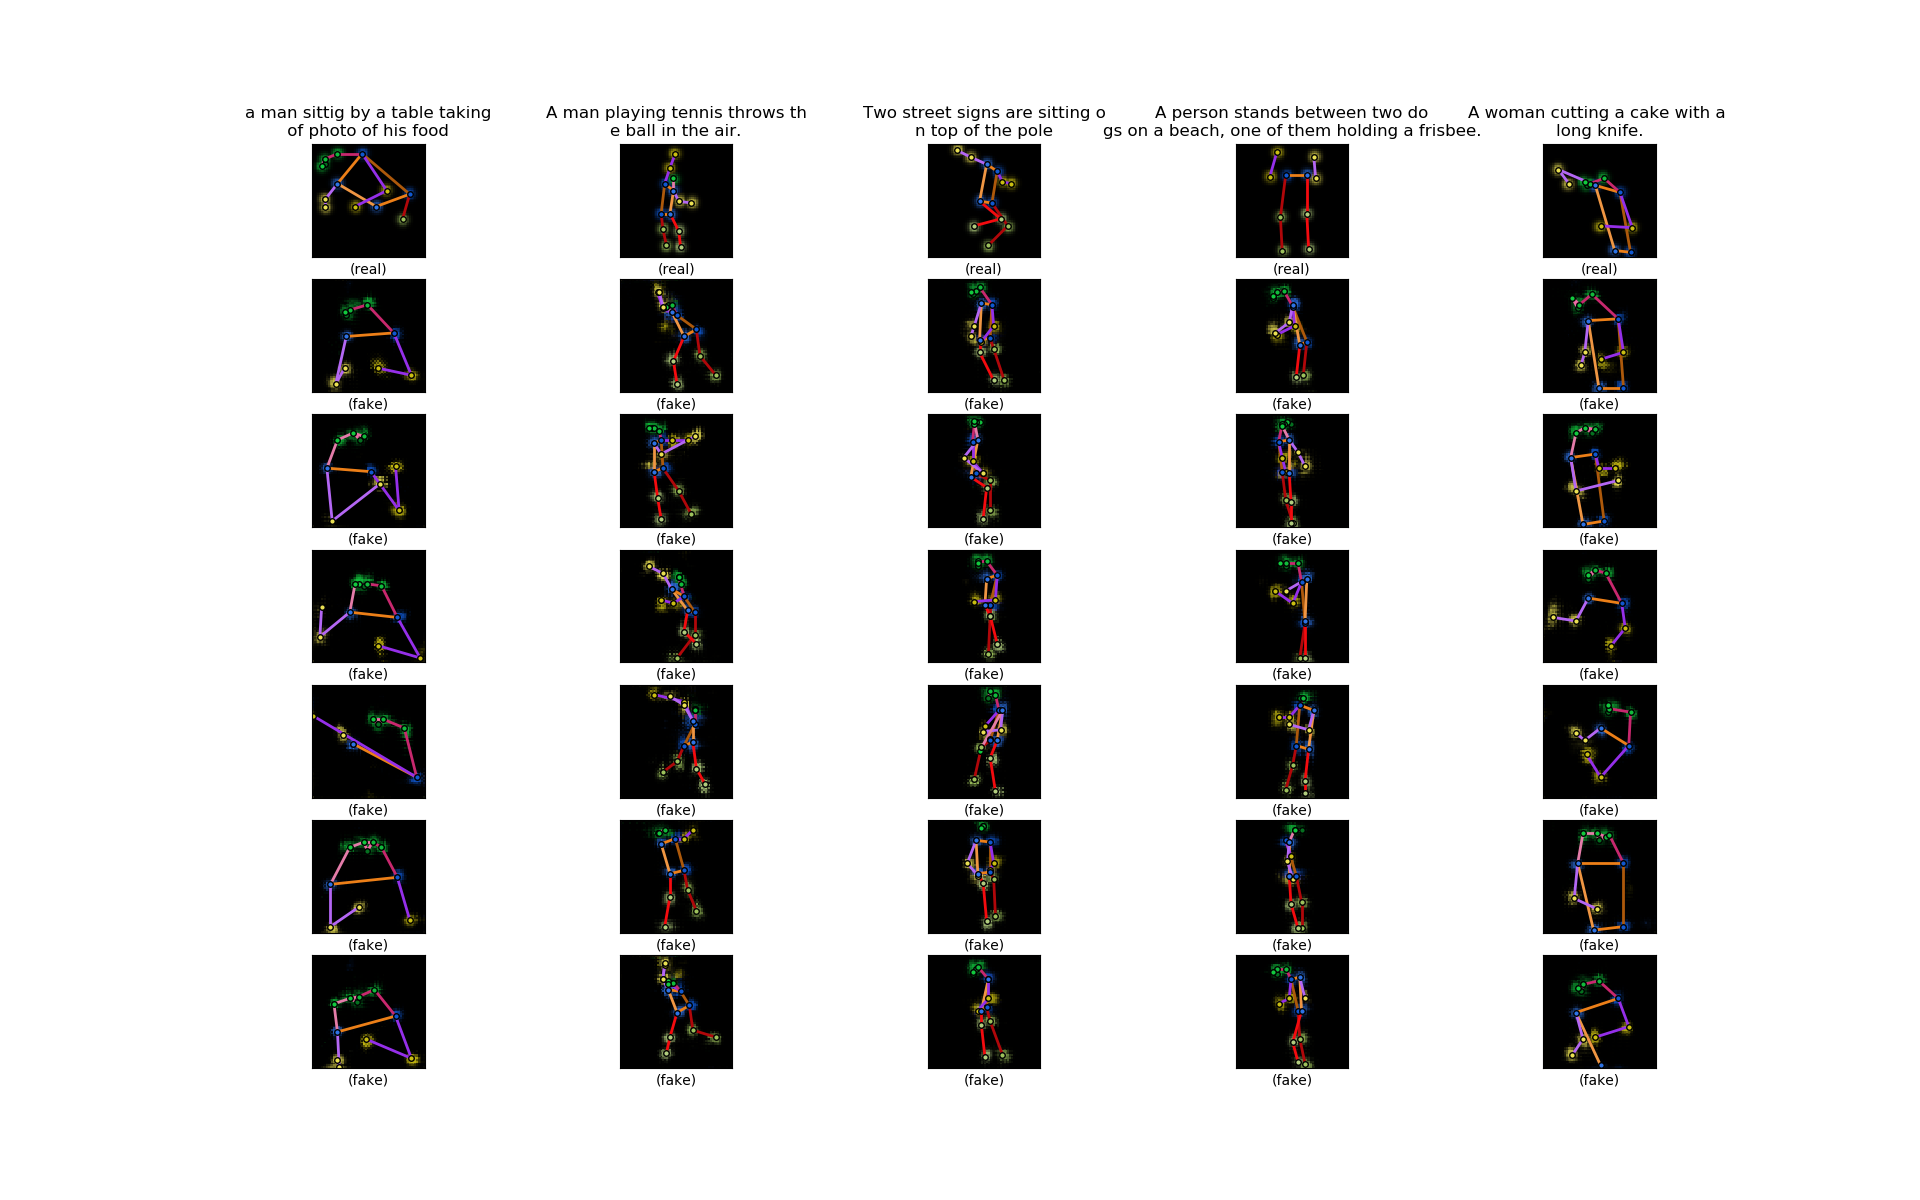 a man sittig by a table taking
of photo of his food
A man playing tennis throws th
e ball in the air.
Two street signs are sitting o
n top of the pole
A person stands between two do
gs on a beach, one of them holding a frisbee.
A woman cutting a cake with a
long knife.
(real) (real) (real) (real) (real)
(fake) (fake) (fake) (fake) (fake)
(fake) (fake) (fake) (fake) (fake)
(fake) (fake) (fake) (fake) (fake)
(fake) (fake) (fake) (fake) (fake)
(fake) (fake) (fake) (fake) (fake)
(fake) (fake) (fake) (fake) (fake)